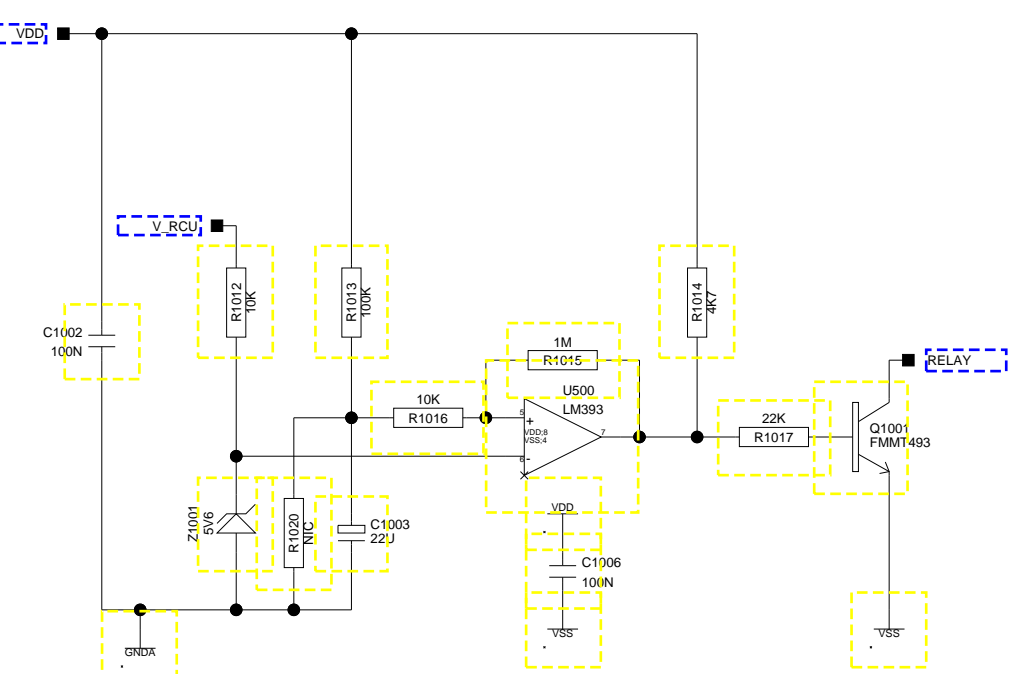 VDD
V_RCU
R1012
10K
R1013
100K
R1014
4K7
C1002
100N
1M
R1015
RELAY
U500
LM393
10K
R1016
5
+
VDD;8
VSS;4
7
6
-
22K
R1017
Q1001
FMMT493
Z1001
5V6
R1020
NIC
C1003
22U
VDD
C1006
100N
VSS
VSS
GNDA